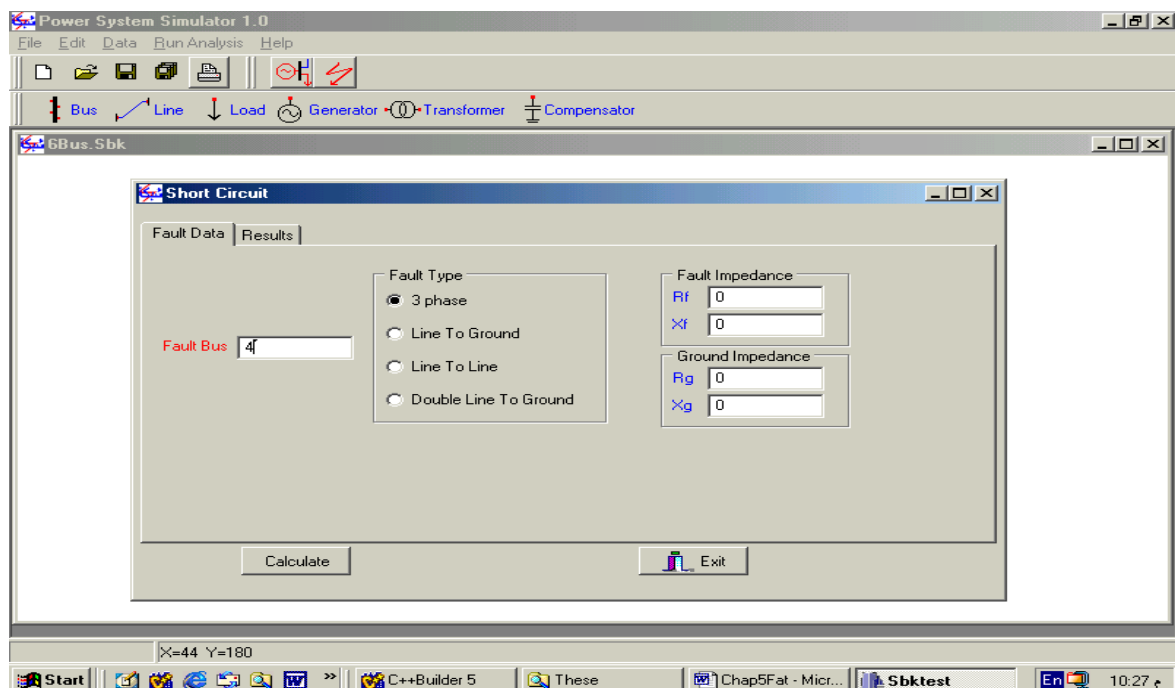 Power System Simulator 1.0
File Edit Data Run Analysis Help
Bus Line Load Generator Transformer Compensator
6Bus.Sbk
Short Circuit
Fault Data Results
Fault Type
3 phase
Line To Ground
Line To Line
Double Line To Ground
Fault Bus 4
Fault Impedance
Rf 0
Xf 0
Ground Impedance
Rg 0
Xg 0
Calculate Exit
X=44 Y=180
Start » C++Builder 5 These Chap5Fat - Micr... Sbktest En 10:27 م